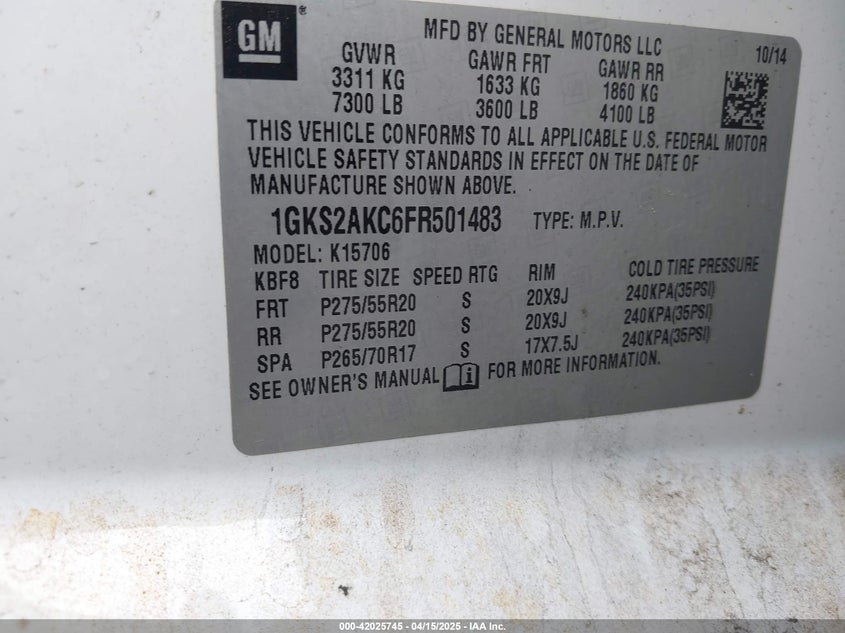 GM ®
MFD BY GENERAL MOTORS LLC
10/14
GVWR GAWR FRT GAWR RR
3311 KG 1633 KG 1860 KG
7300 LB 3600 LB 4100 LB
THIS VEHICLE CONFORMS TO ALL APPLICABLE U.S. FEDERAL MOTOR
VEHICLE SAFETY STANDARDS IN EFFECT ON THE DATE OF
MANUFACTURE SHOWN ABOVE.
1GKS2AKC6FR501483 TYPE: M.P.V.
MODEL: K15706
KBF8 TIRE SIZE SPEED RTG RIM COLD TIRE PRESSURE
FRT P275/55R20 S 20X9J 240KPA(35PSI)
RR P275/55R20 S 20X9J 240KPA(35PSI)
SPA P265/70R17 S 17X7.5J 240KPA(35PSI)
SEE OWNER'S MANUAL i FOR MORE INFORMATION.
000-42025745 - 04/15/2025 - IAA Inc.